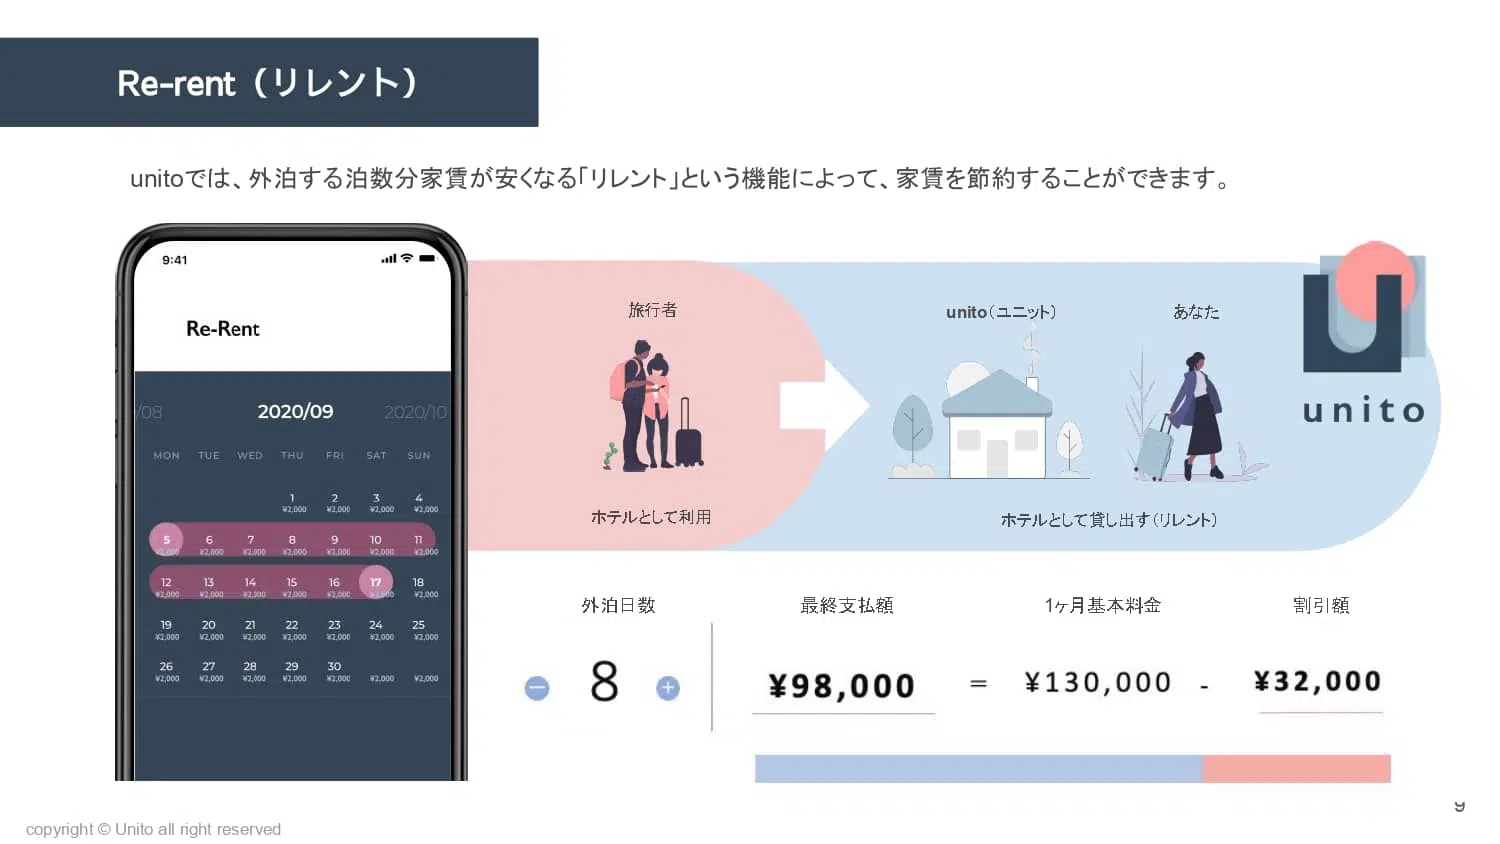 Re-rent（リレント）
unitoでは、外泊する泊数分家賃が安くなる「リレント」という機能によって、家賃を節約することができます。
9:41
Re-Rent
/08 2020/09 2020/10
MON TUE WED THU FRI SAT SUN
1 2 3 4
¥2,000 ¥2,000 ¥2,000 ¥2,000
5 6 7 8 9 10 11
¥2,000 ¥2,000 ¥2,000 ¥2,000 ¥2,000 ¥2,000 ¥2,000
12 13 14 15 16 17 18
¥2,000 ¥2,000 ¥2,000 ¥2,000 ¥2,000 ¥2,000 ¥2,000
19 20 21 22 23 24 25
¥2,000 ¥2,000 ¥2,000 ¥2,000 ¥2,000 ¥2,000 ¥2,000
26 27 28 29 30
¥2,000 ¥2,000 ¥2,000 ¥2,000 ¥2,000 ¥2,000 ¥2,000
旅行者
ホテルとして利用
unito（ユニット） あなた
ホテルとして貸し出す（リレント）
unito
外泊日数 最終支払額 1ヶ月基本料金 割引額
− 8 + ¥98,000 = ¥130,000 - ¥32,000
9
copyright © Unito all right reserved